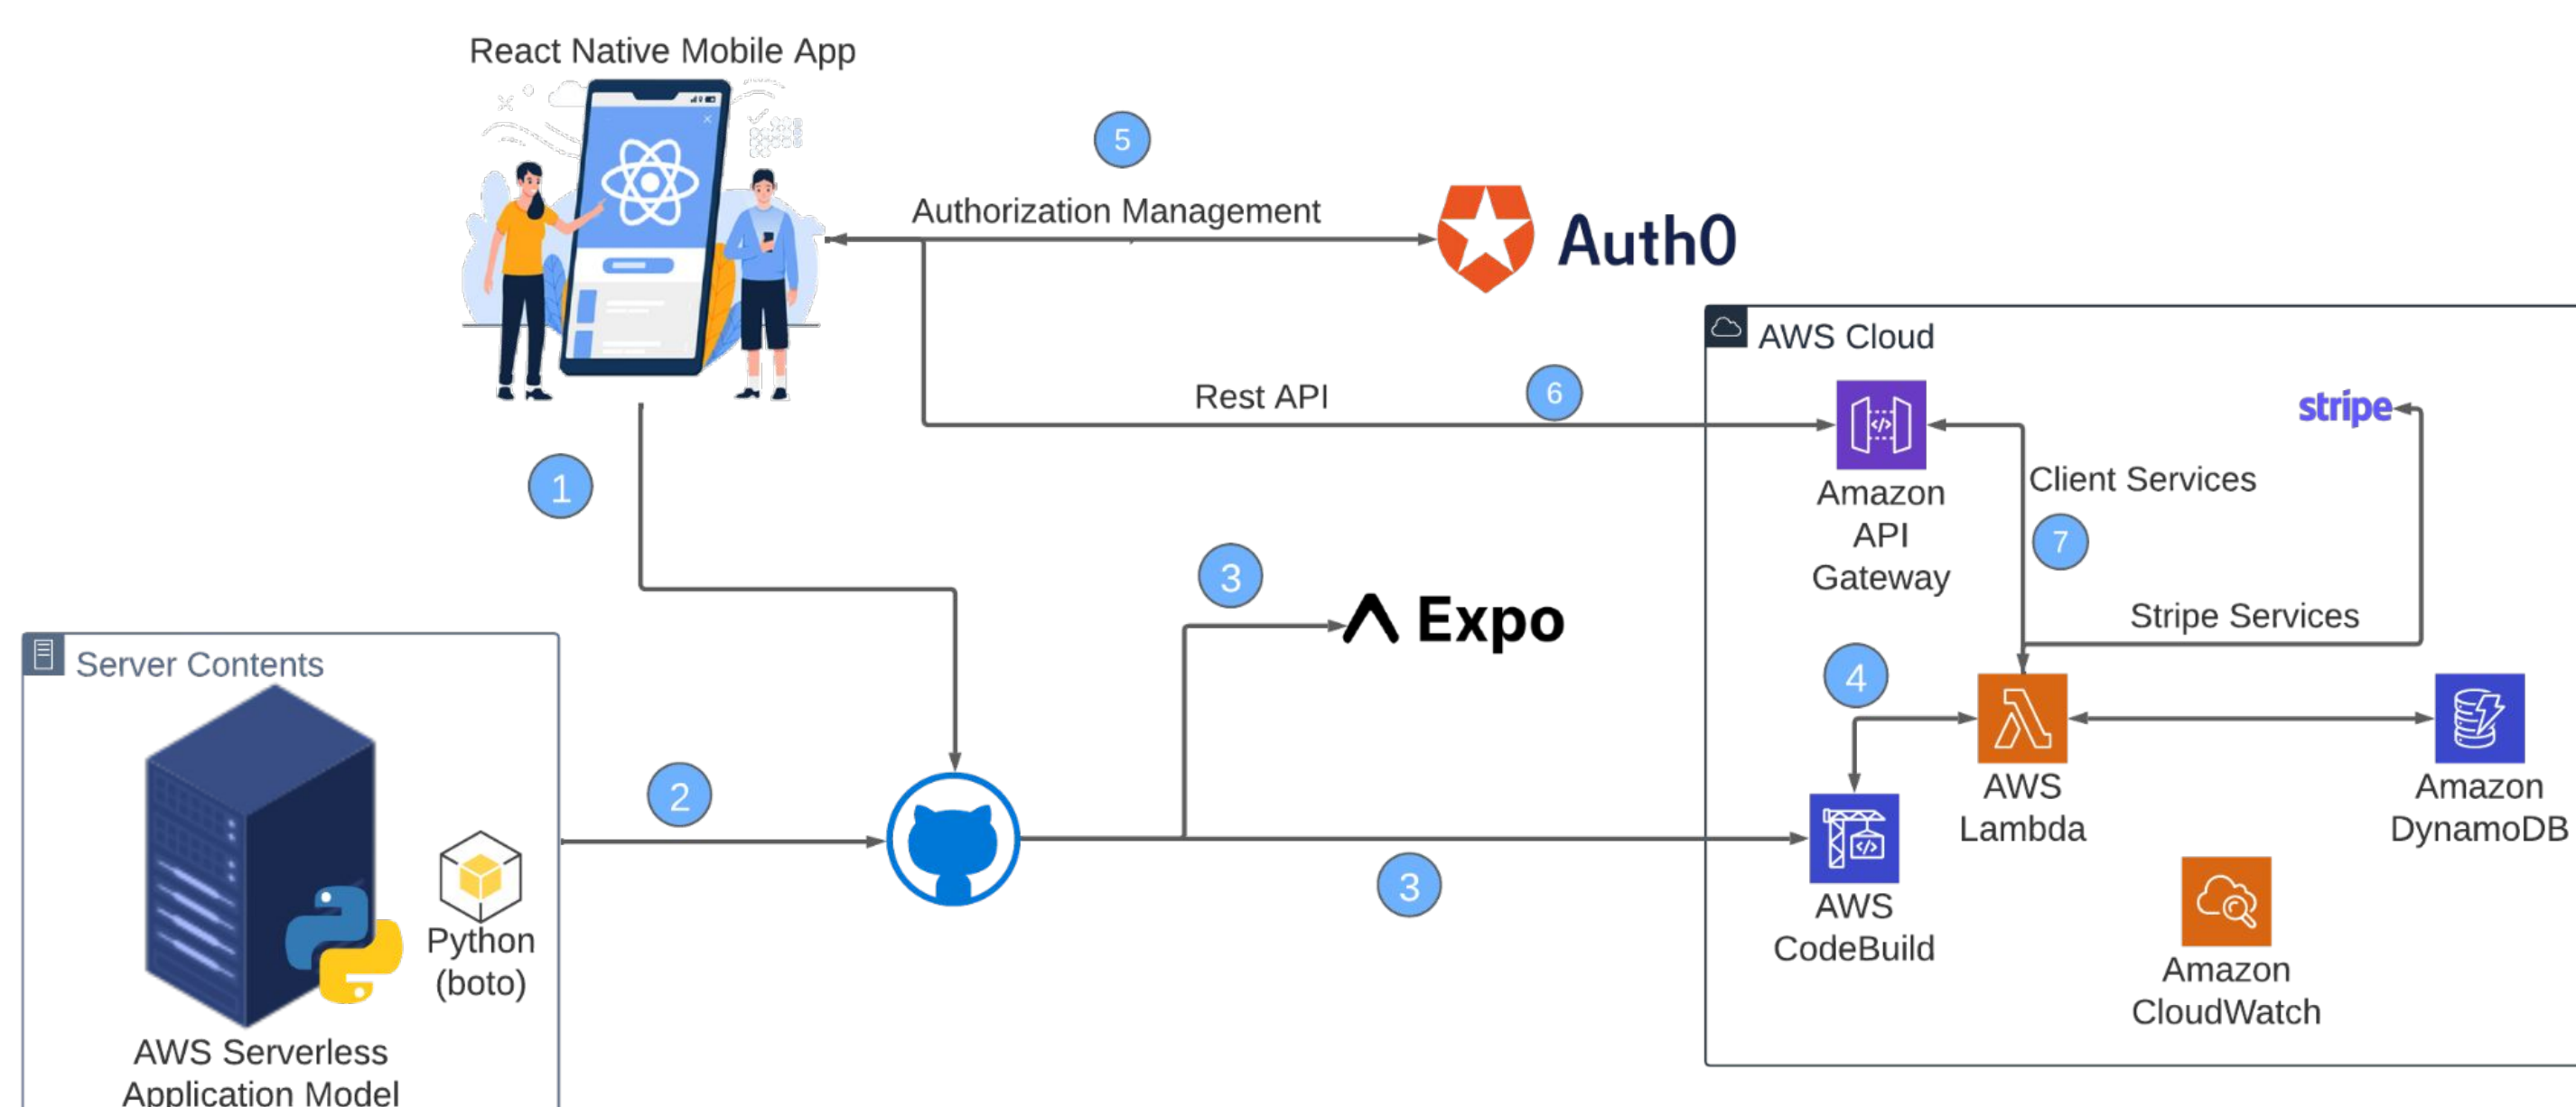 React Native Mobile App
5
Authorization Management
Auth0
AWS Cloud
Rest API
6
stripe
1
Amazon
API
Gateway
Client Services
7
3
Expo
Stripe Services
Server Contents
4
2
AWS
Lambda
Amazon
DynamoDB
3
AWS
CodeBuild
Python
(boto)
Amazon
CloudWatch
AWS Serverless
Application Model